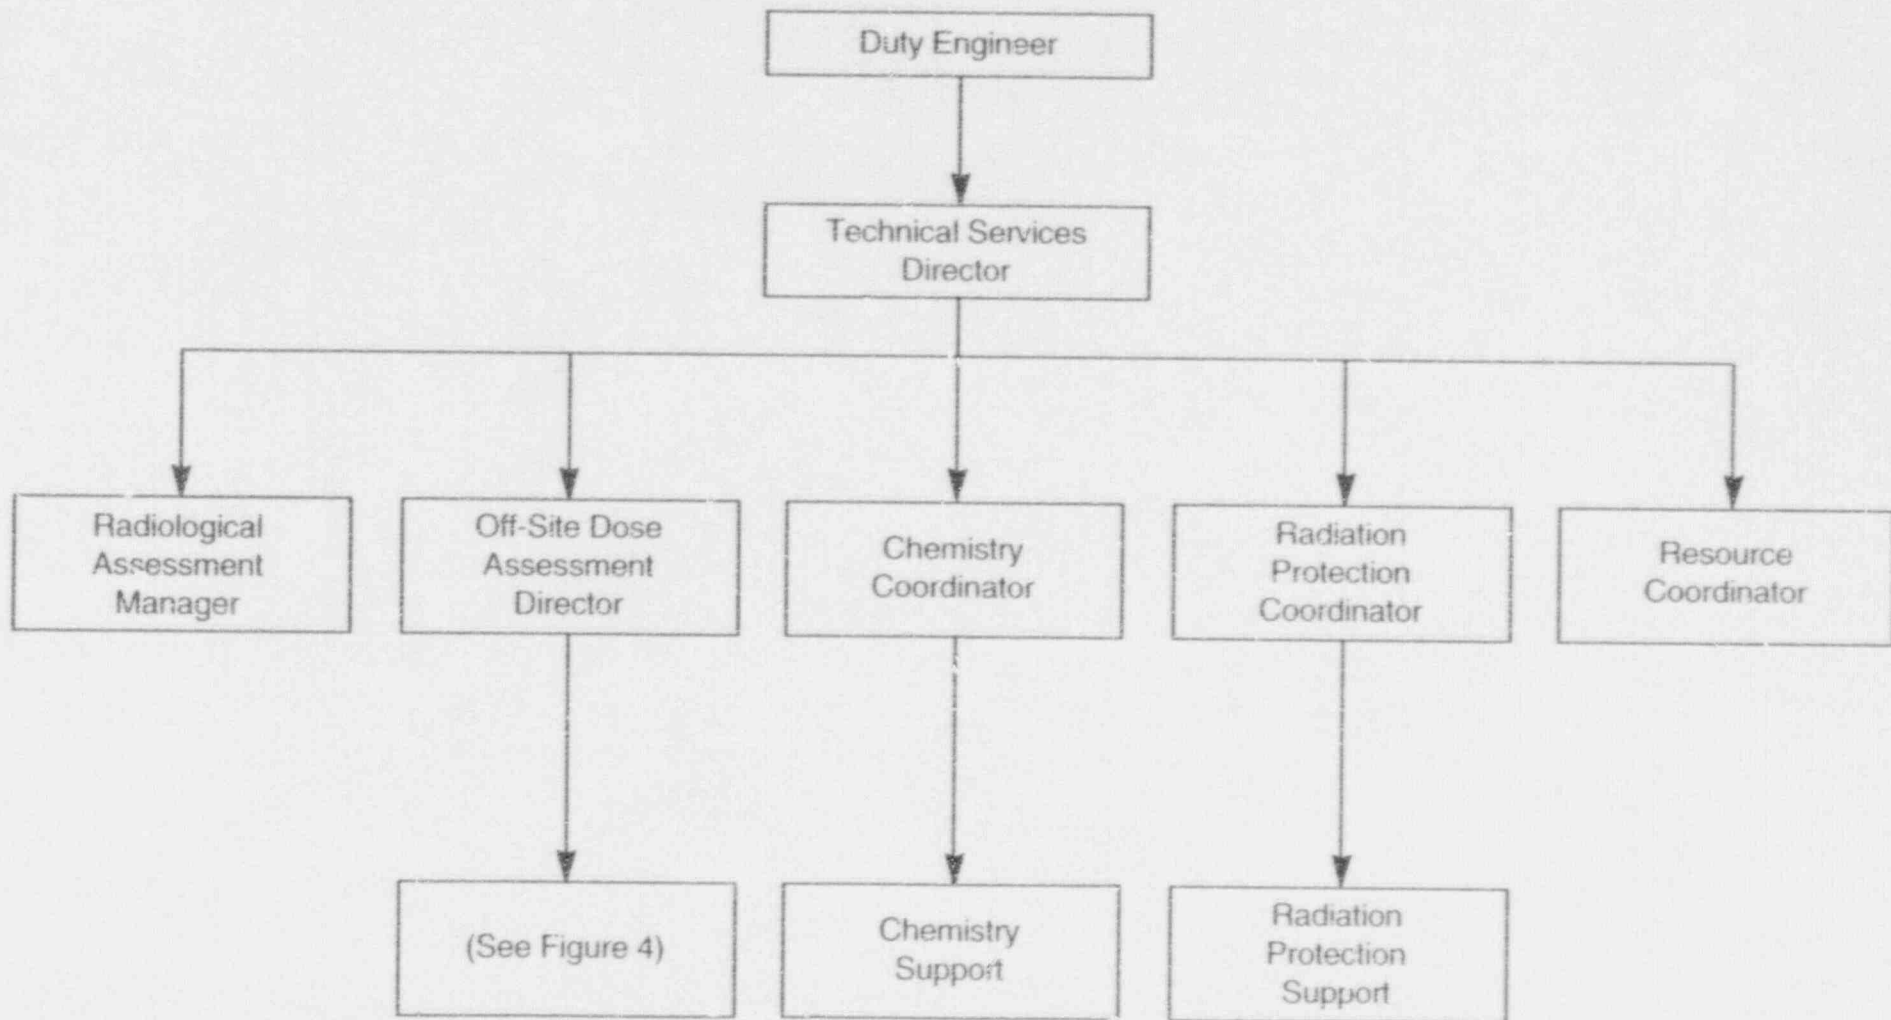 Duty Engineer
Technical Services
Director
Radiological
Assessment
Manager
Off-Site Dose
Assessment
Director
Chemistry
Coordinator
Radiation
Protection
Coordinator
Resource
Coordinator
(See Figure 4)
Chemistry
Support
Radiation
Protection
Support